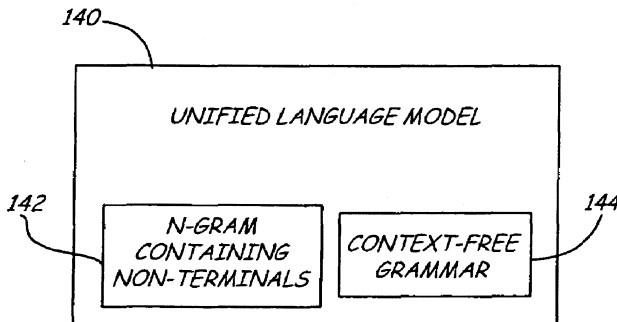 140
UNIFIED LANGUAGE MODEL
142
N-GRAM
CONTAINING
NON-TERMINALS
CONTEXT-FREE
GRAMMAR
144